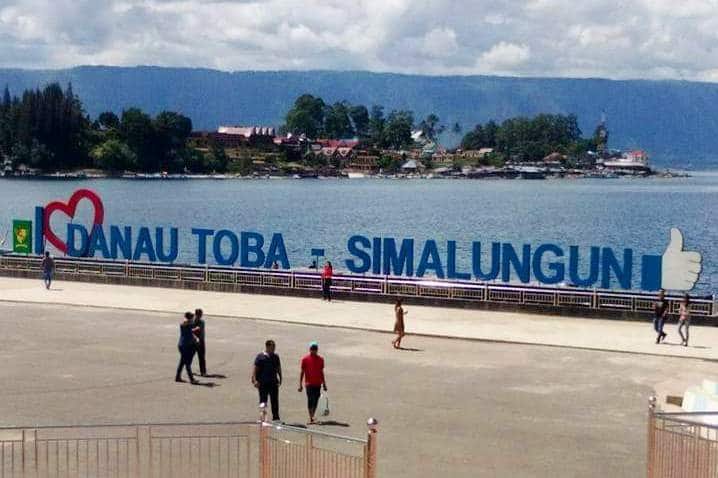 I DANAU TOBA - SIMALUNGUN